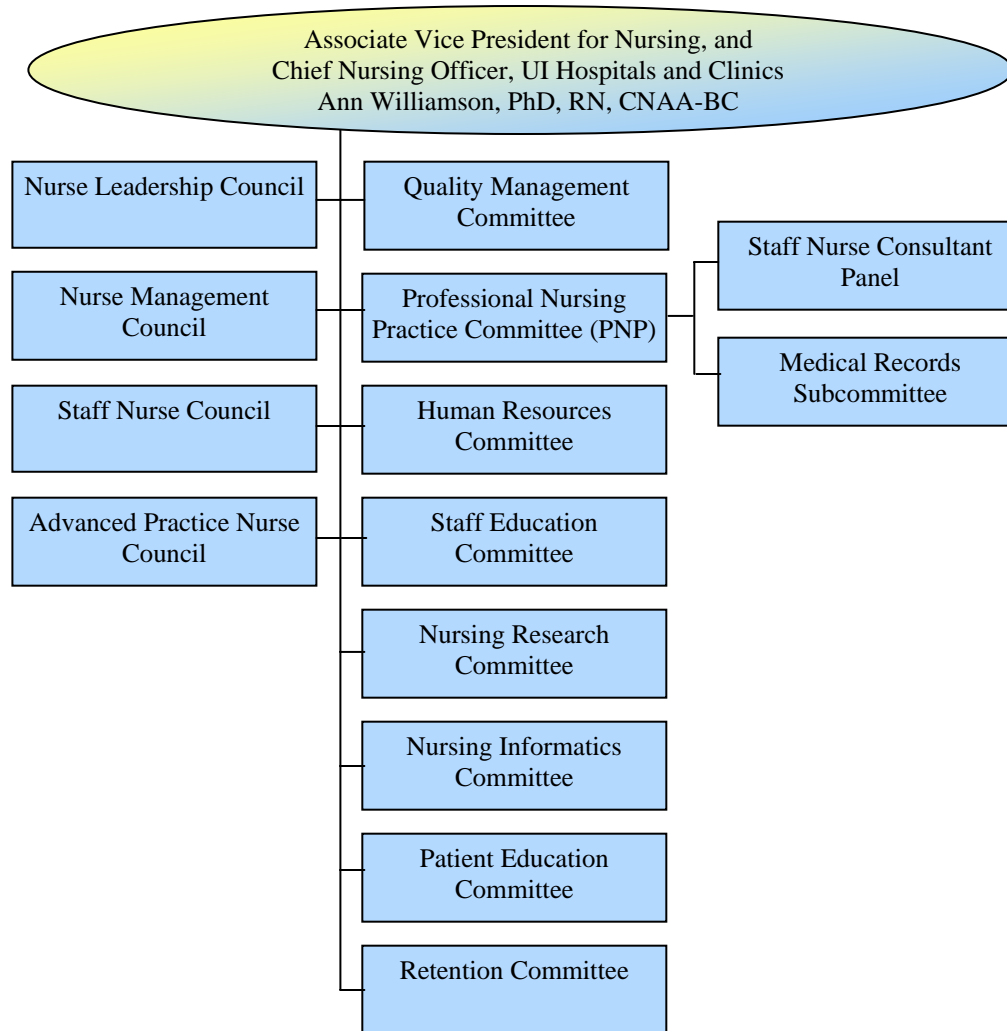 Associate Vice President for Nursing, and
Chief Nursing Officer, UI Hospitals and Clinics
Ann Williamson, PhD, RN, CNAA-BC
Nurse Leadership Council
Quality Management
Committee
Staff Nurse Consultant
Panel
Nurse Management
Council
Professional Nursing
Practice Committee (PNP)
Medical Records
Subcommittee
Staff Nurse Council
Human Resources
Committee
Advanced Practice Nurse
Council
Staff Education
Committee
Nursing Research
Committee
Nursing Informatics
Committee
Patient Education
Committee
Retention Committee